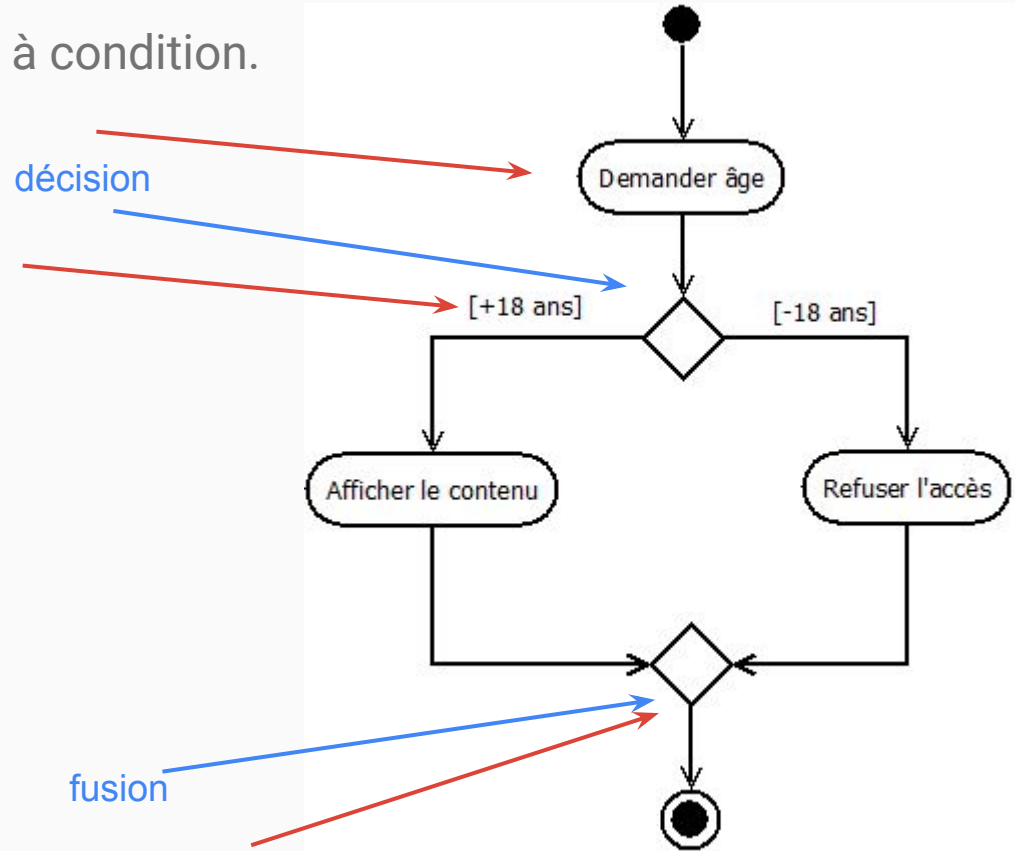 à condition.
Demander âge
décision
[+18 ans]
[-18 ans]
Afficher le contenu
Refuser l'accès
fusion